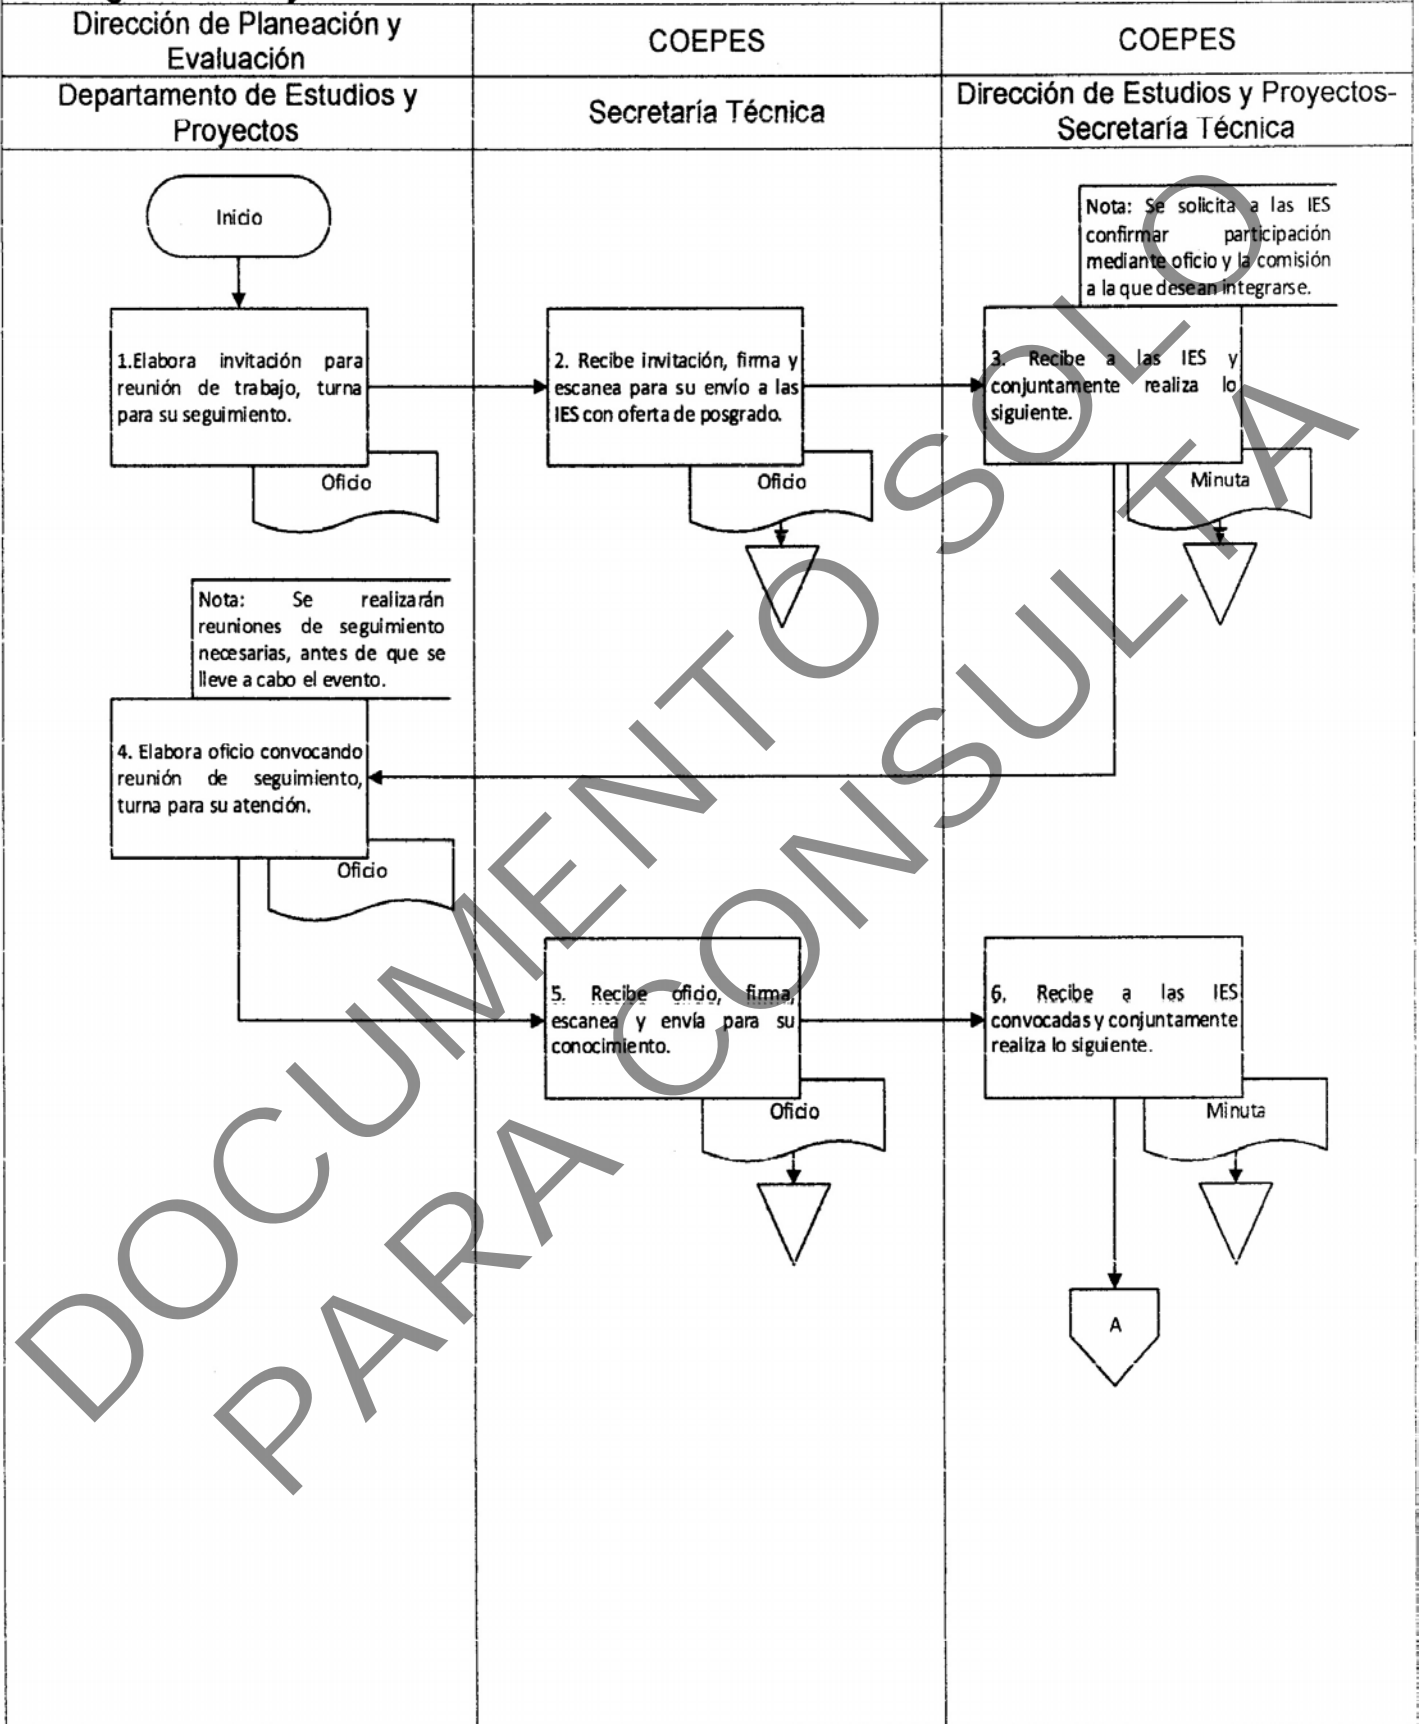 Dirección de Planeación y
Evaluación
COEPES
COEPES
Departamento de Estudios y
Proyectos
Secretaría Técnica
Dirección de Estudios y Proyectos-
Secretaría Técnica
Inicio
Nota: Se solicita a las IES
confirmar participación
mediante oficio y la comisión
a la que desean integrarse.
1.Elabora invitación para
reunión de trabajo, turna
para su seguimiento.
Oficio
2. Recibe invitación, firma y
escanea para su envío a las
IES con oferta de posgrado.
Oficio
3. Recibe a las IES y
conjuntamente realiza lo
siguiente.
Minuta
Nota: Se realizarán
reuniones de seguimiento
necesarias, antes de que se
lleve a cabo el evento.
4. Elabora oficio convocando
reunión de seguimiento,
turna para su atención.
Oficio
5. Recibe oficio, firma,
escanea y envía para su
conocimiento.
Oficio
6. Recibe a las IES
convocadas y conjuntamente
realiza lo siguiente.
Minuta
A
DOCUMENTO SOLO
PARA CONSULTA